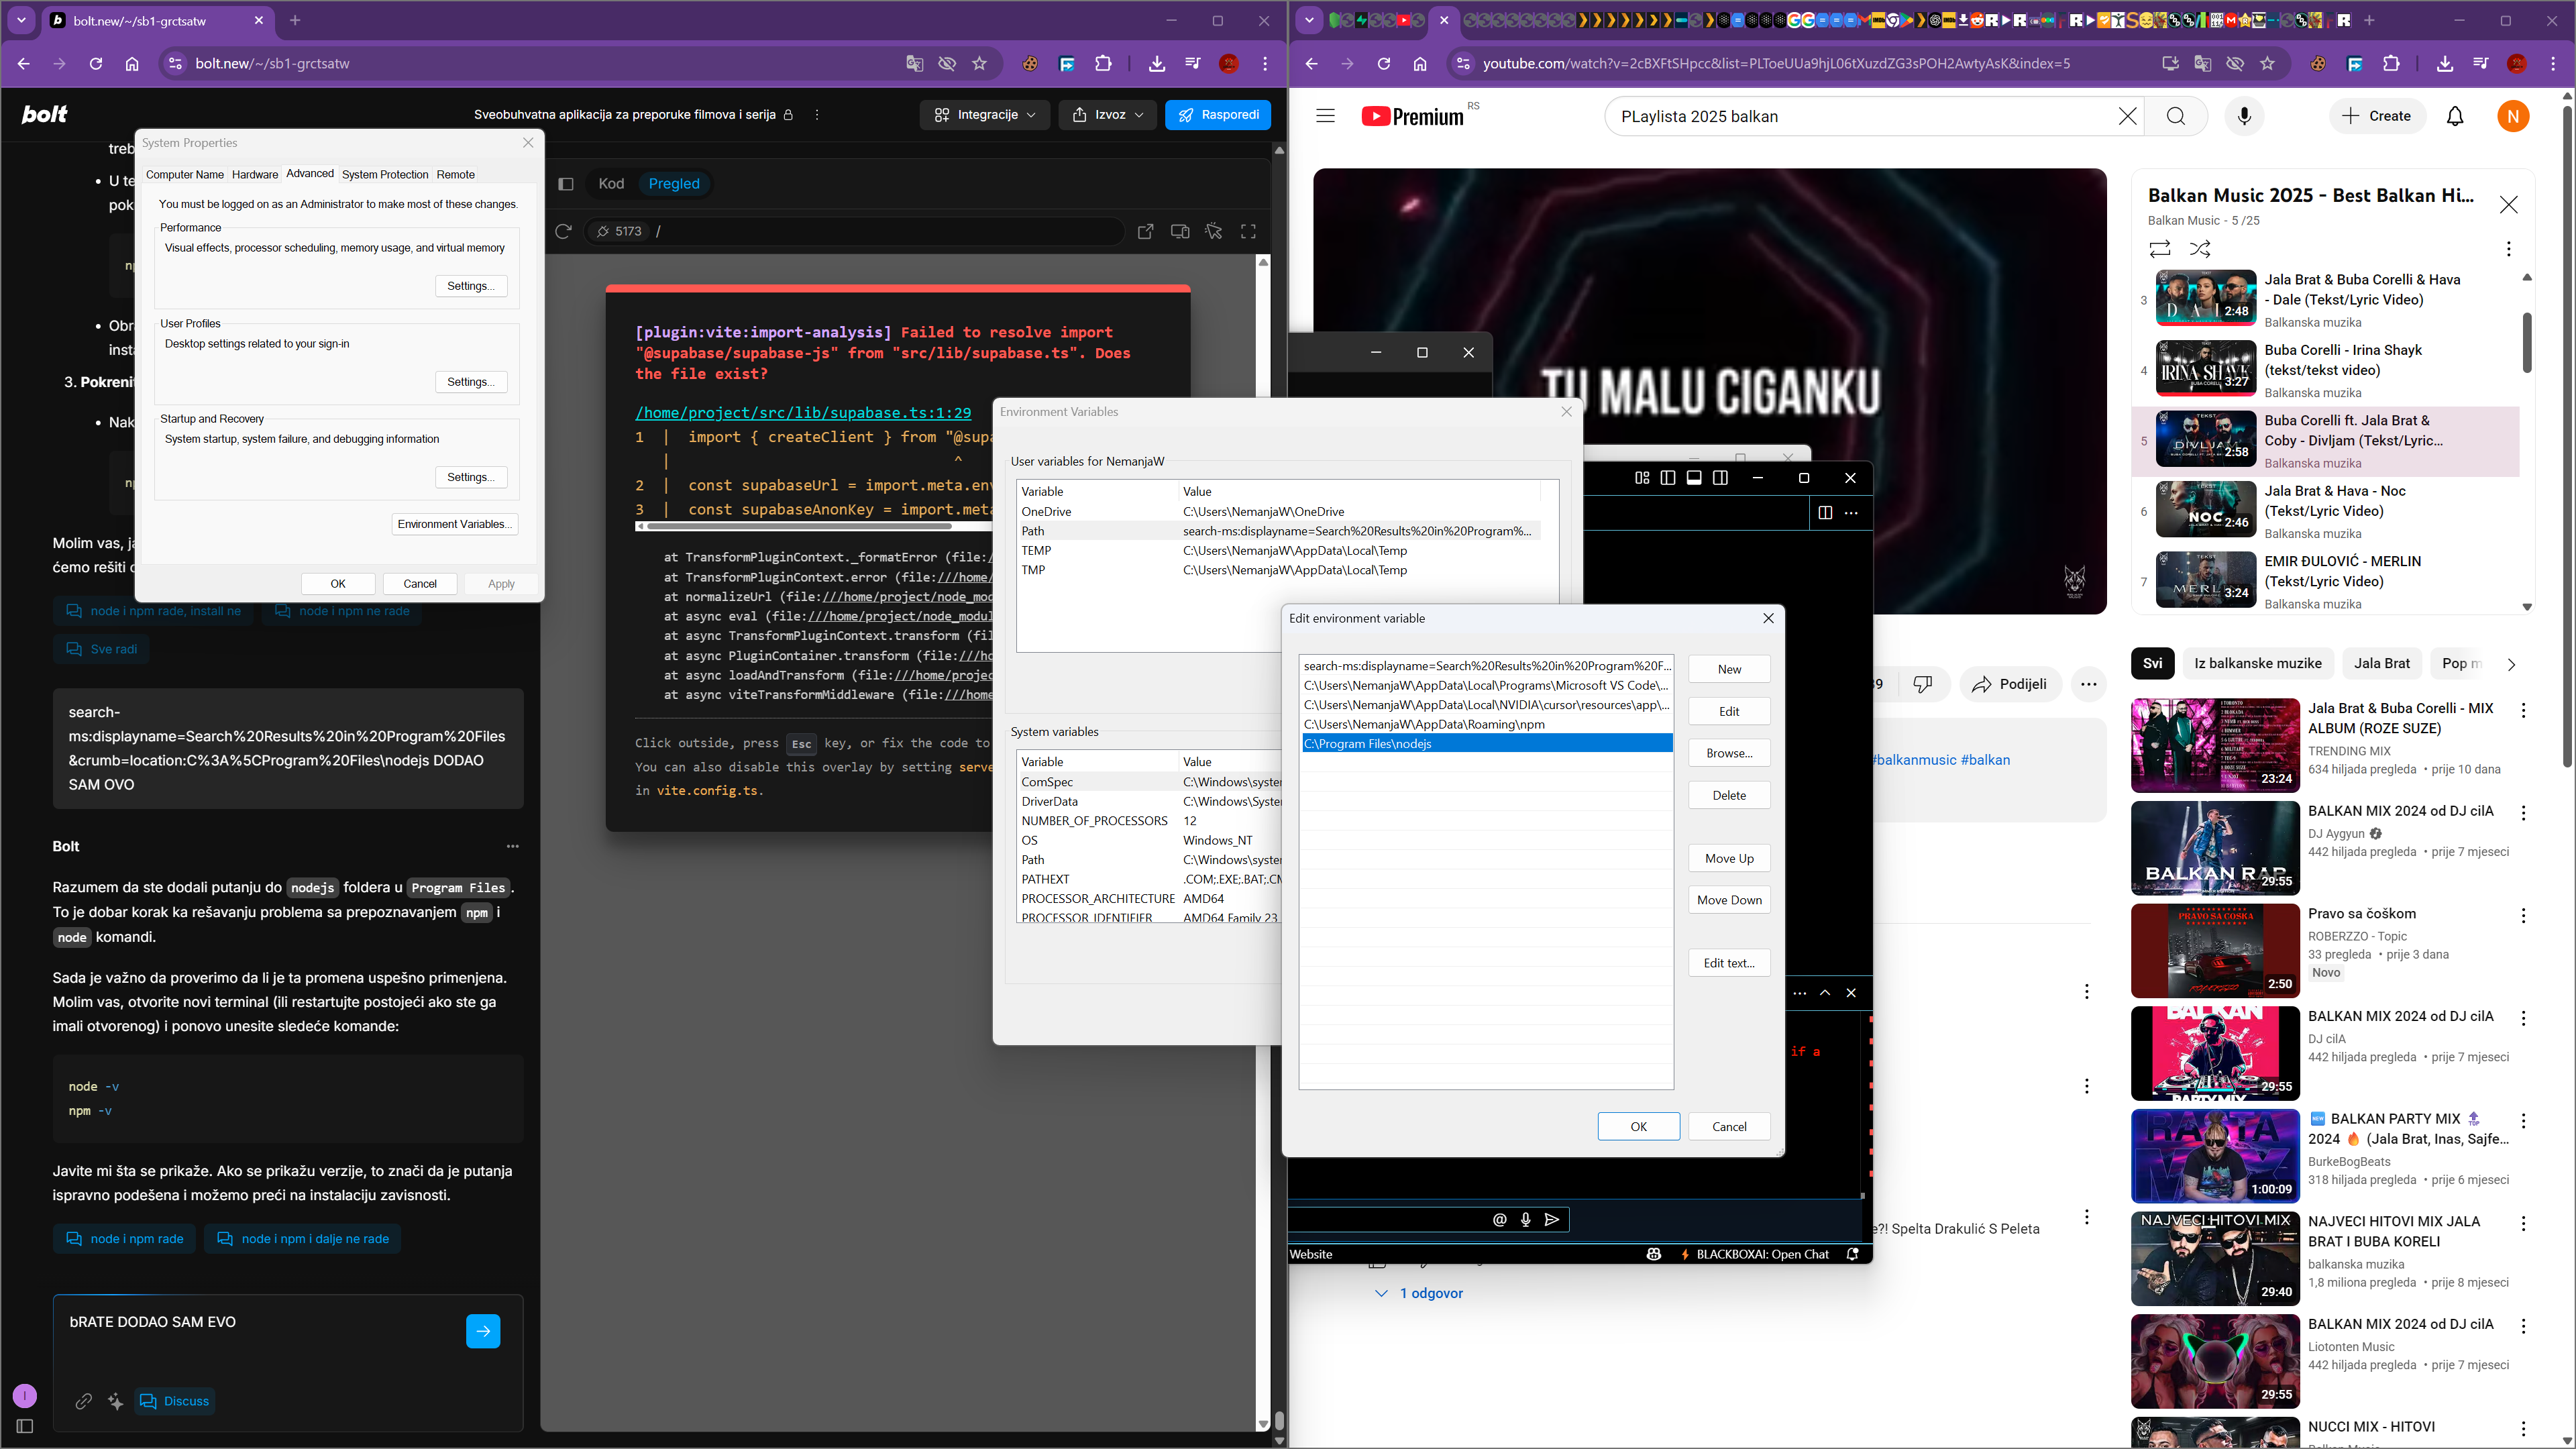 bolt.new/~/sb1-grctsatw
bolt.new/~/sb1-grctsatw
bolt
Sveobuhvatna aplikacija za preporuke filmova i serija
Integracije
Izvoz
Rasporedi
treb
• U te
pok
np
• Obra
insta
3. Pokreni
• Nak
np
Molim vas, ja
ćemo rešiti
node i npm rade, install ne
node i npm ne rade
Sve radi
search-
ms:displayname=Search%20Results%20in%20Program%20Files
&crumb=location:C%3A%5CProgram%20Files\nodejs DODAO
SAM OVO
Bolt
Razumem da ste dodali putanju do nodejs foldera u Program Files.
To je dobar korak ka rešavanju problema sa prepoznavanjem npm i
node komandi.
Sada je važno da proverimo da li je ta promena uspešno primenjena.
Molim vas, otvorite novi terminal (ili restartujte postojeći ako ste ga
imali otvorenog) i ponovo unesite sledeće komande:
node -v
npm -v
Javite mi šta se prikaže. Ako se prikažu verzije, to znači da je putanja
ispravno podešena i možemo preći na instalaciju zavisnosti.
node i npm rade
node i npm i dalje ne rade
bRATE DODAO SAM EVO
Discuss
I
System Properties
Computer Name
Hardware
Advanced
System Protection
Remote
You must be logged on as an Administrator to make most of these changes.
Performance
Visual effects, processor scheduling, memory usage, and virtual memory
Settings...
User Profiles
Desktop settings related to your sign-in
Settings...
Startup and Recovery
System startup, system failure, and debugging information
Settings...
Environment Variables...
OK
Cancel
Apply
Kod
Pregled
5173 /
[plugin:vite:import-analysis] Failed to resolve import
"@supabase/supabase-js" from "src/lib/supabase.ts". Does
the file exist?
/home/project/src/lib/supabase.ts:1:29
1 | import { createClient } from "@supa
| ^
2 | const supabaseUrl = import.meta.env
3 | const supabaseAnonKey = import.meta
at TransformPluginContext._formatError (file:/
at TransformPluginContext.error (file:///home/
at normalizeUrl (file:///home/project/node_mod
at async eval (file:///home/project/node_modul
at async TransformPluginContext.transform (fil
at async PluginContainer.transform (file:///ho
at async loadAndTransform (file:///home/projec
at async viteTransformMiddleware (file:///home
Click outside, press Esc key, or fix the code to
You can also disable this overlay by setting serve
in vite.config.ts.
Environment Variables
User variables for NemanjaW
Variable Value
OneDrive C:\Users\NemanjaW\OneDrive
Path search-ms:displayname=Search%20Results%20in%20Program%...
TEMP C:\Users\NemanjaW\AppData\Local\Temp
TMP C:\Users\NemanjaW\AppData\Local\Temp
System variables
Variable Value
ComSpec C:\Windows\system
DriverData C:\Windows\System
NUMBER_OF_PROCESSORS 12
OS Windows_NT
Path C:\Windows\system
PATHEXT .COM;.EXE;.BAT;.CM
PROCESSOR_ARCHITECTURE AMD64
PROCESSOR_IDENTIFIER AMD64 Family 23
Edit environment variable
search-ms:displayname=Search%20Results%20in%20Program%20F...
C:\Users\NemanjaW\AppData\Local\Programs\Microsoft VS Code\...
C:\Users\NemanjaW\AppData\Local\NVIDIA\cursor\resources\app\...
C:\Users\NemanjaW\AppData\Roaming\npm
C:\Program Files\nodejs
New
Edit
Browse...
Delete
Move Up
Move Down
Edit text...
OK
Cancel
if a
Website
BLACKBOXAI: Open Chat
youtube.com/watch?v=2cBXFtSHpcc&list=PLToeUUa9hjL06tXuzdZG3sPOH2AwtyAsK&index=5
Premium
RS
PLaylista 2025 balkan
Create
N
TU MALU CIGANKU
39
Podijeli
#balkanmusic #balkan
e?! Spelta Drakulić S Peleta
1 odgovor
Balkan Music 2025 - Best Balkan Hi...
Balkan Music - 5 /25
3
2:48
Jala Brat & Buba Corelli & Hava
- Dale (Tekst/Lyric Video)
Balkanska muzika
4
IRINA SHAYK
3:27
Buba Corelli - Irina Shayk
(tekst/tekst video)
Balkanska muzika
5
DIVLJAM
2:58
Buba Corelli ft. Jala Brat &
Coby - Divljam (Tekst/Lyric...
Balkanska muzika
6
NOC
2:46
Jala Brat & Hava - Noc
(Tekst/Lyric Video)
Balkanska muzika
7
3:24
EMIR ĐULOVIĆ - MERLIN
(Tekst/Lyric Video)
Balkanska muzika
Svi
Iz balkanske muzike
Jala Brat
Pop m
23:24
Jala Brat & Buba Corelli - MIX
ALBUM (ROZE SUZE)
TRENDING MIX
634 hiljada pregleda • prije 10 dana
BALKAN RAP
29:55
BALKAN MIX 2024 od DJ cilA
DJ Aygyun
442 hiljada pregleda • prije 7 mjeseci
PRAVO SA COSKA
ROBERZZO
2:50
Pravo sa čoškom
ROBERZZO - Topic
33 pregleda • prije 3 dana
Novo
BALKAN
PARTY MIX
29:55
BALKAN MIX 2024 od DJ cilA
DJ cilA
442 hiljada pregleda • prije 7 mjeseci
RASTA
1:00:09
🆕 BALKAN PARTY MIX 🔝
2024 🔥 (Jala Brat, Inas, Sajfe...
BurkeBogBeats
318 hiljada pregleda • prije 6 mjeseci
NAJVECI HITOVI MIX
29:40
NAJVECI HITOVI MIX JALA
BRAT I BUBA KORELI
balkanska muzika
1,8 miliona pregleda • prije 8 mjeseci
29:55
BALKAN MIX 2024 od DJ cilA
Liotonten Music
442 hiljada pregleda • prije 7 mjeseci
NUCCI MIX - HITOVI